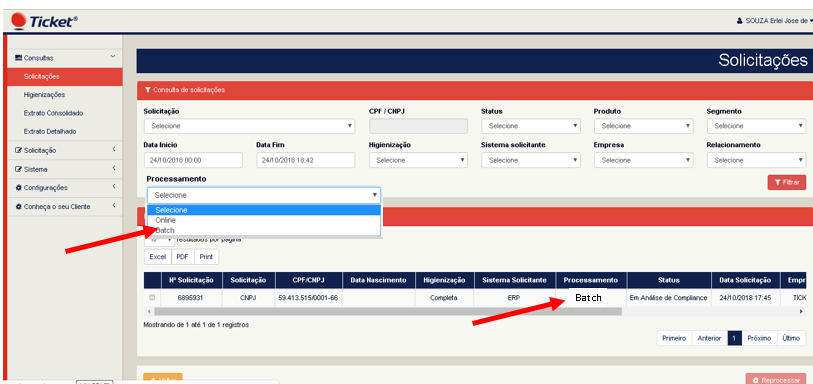 Ticket®
SOUZA Erlei Jose de
Consultas
Solicitações
Higienizações
Extrato Consolidado
Extrato Detalhado
Solicitação
Sistema
Configurações
Conheça o seu Cliente
Solicitações
Consulta de solicitações
Solicitação CPF / CNPJ Status Produto Segmento
Selecione Selecione Selecione Selecione
Data Inicio Data Fim Higienização Sistema solicitante Empresa Relacionamento
24/10/2018 00:00 24/10/2018 18:42 Selecione Selecione Selecione Selecione
Processamento
Selecione
Filtrar
Selecione
Online
Batch
resultados por página
Excel PDF Print
Nº Solicitação Solicitação CPF/CNPJ Data Nascimento Higienização Sistema Solicitante Processamento Status Data Solicitação Empr
6895931 CNPJ 59.413.515/0001-66 Completa ERP Batch Em Análise de Compliance 24/10/2018 17:45 TICK
Mostrando de 1 até 1 de 1 registros
Primeiro Anterior 1 Próximo Último
Reprocessar